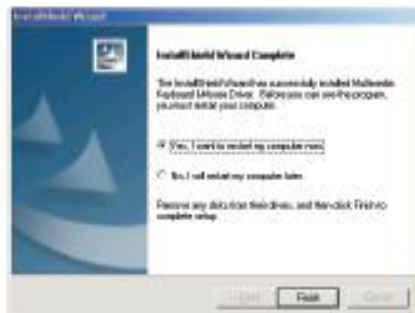 InstallShield Wizard
InstallShield Wizard Complete
The InstallShield Wizard has successfully installed Multimedia
Keyboard &Mouse Driver. Before you can use the program,
you must restart your computer.
Yes, I want to restart my computer now.
No, I will restart my computer later.
Remove any disks from their drives, and then click Finish to
complete setup.
< Back
Finish
Cancel